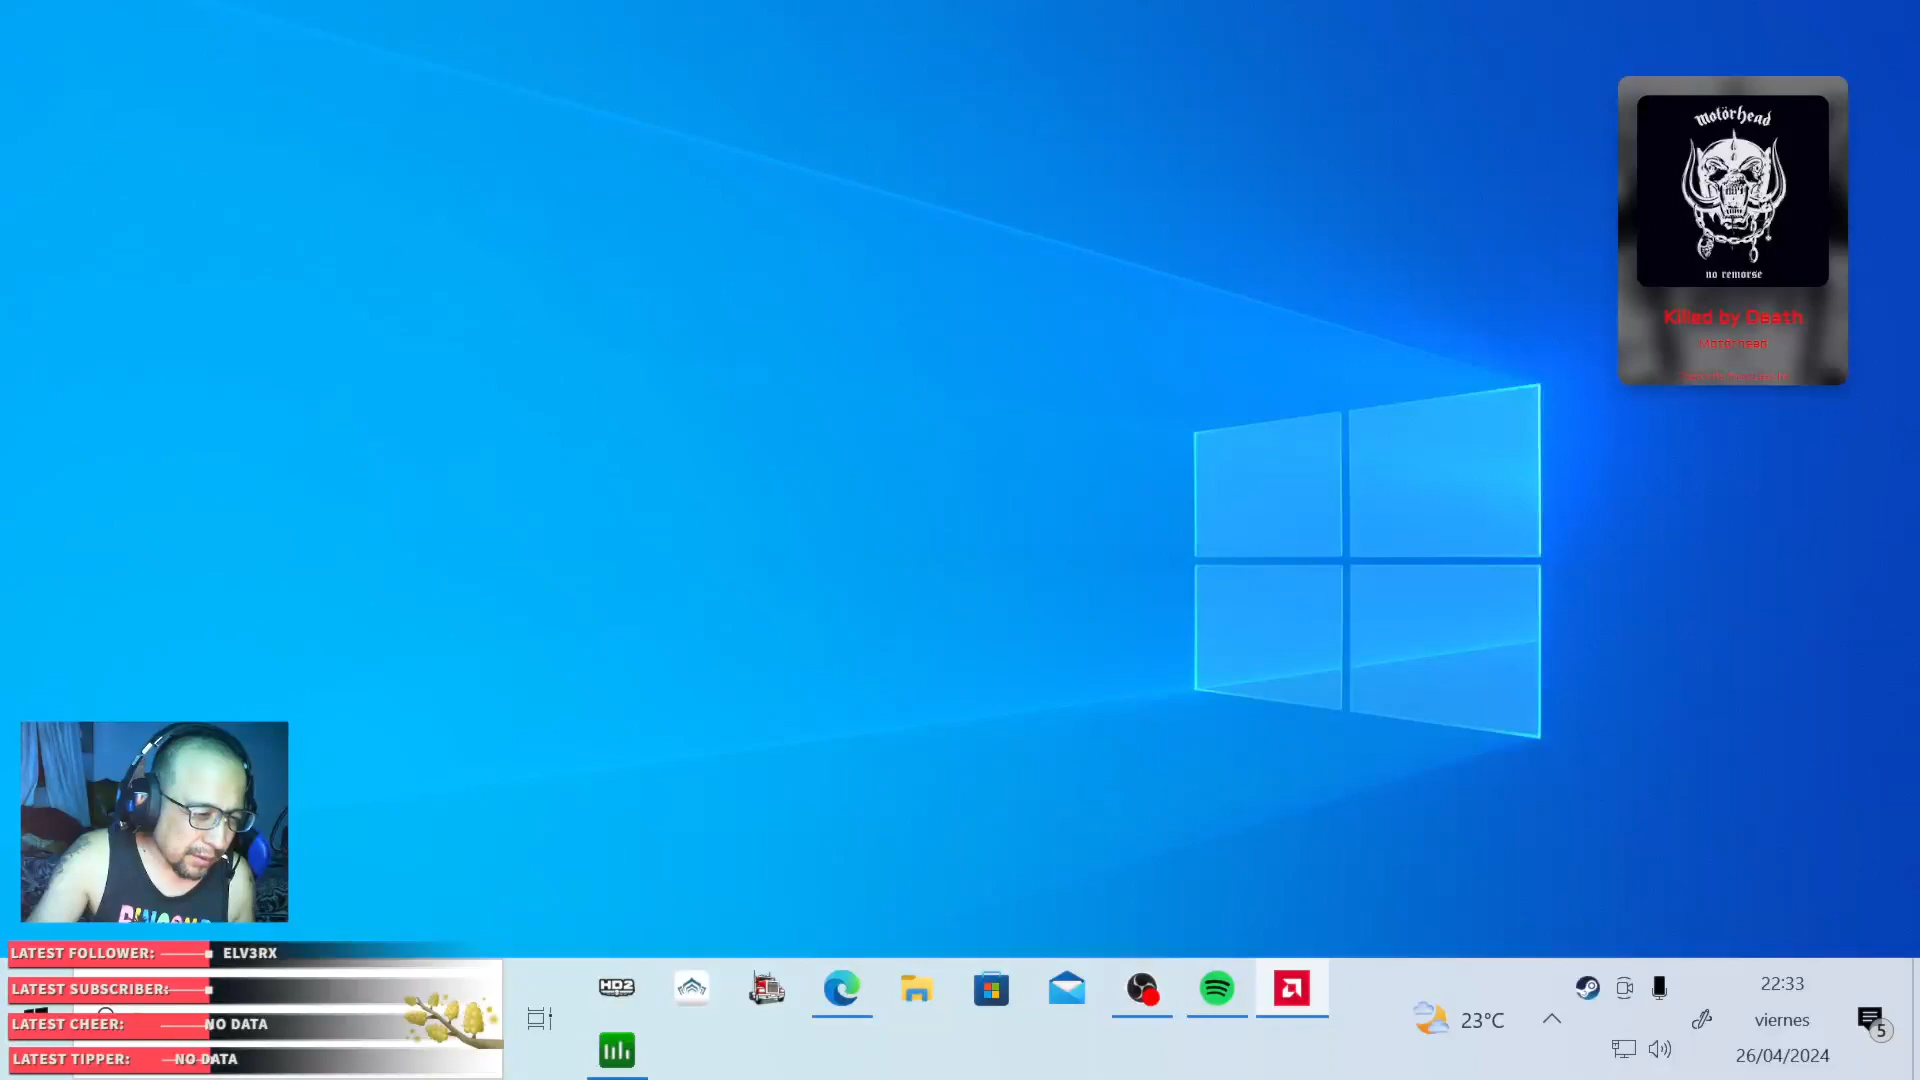 motörhead
no remorse
Killed by Death
Motörhead
LATEST FOLLOWER: ELV3RX
LATEST SUBSCRIBER:
LATEST CHEER: NO DATA
LATEST TIPPER: NO DATA
HD2
23°C
22:33
viernes
26/04/2024
5